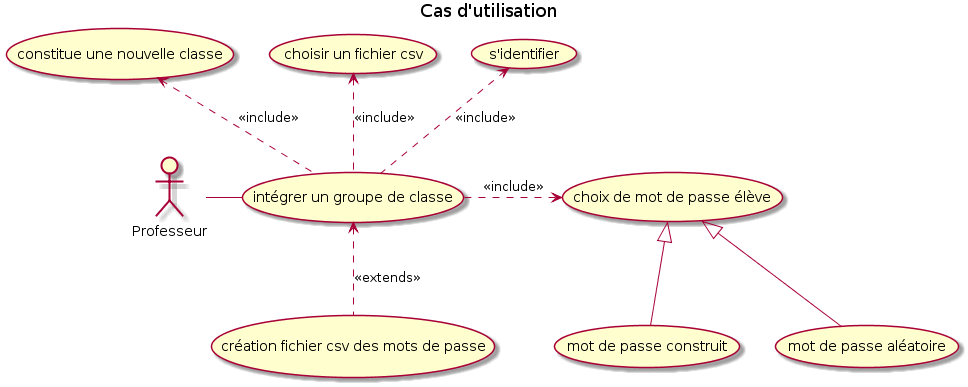 Cas d'utilisation
constitue une nouvelle classe
choisir un fichier csv
s'identifier
«include»
«include»
«include»
intégrer un groupe de classe
«include»
choix de mot de passe élève
Professeur
«extends»
création fichier csv des mots de passe
mot de passe construit
mot de passe aléatoire